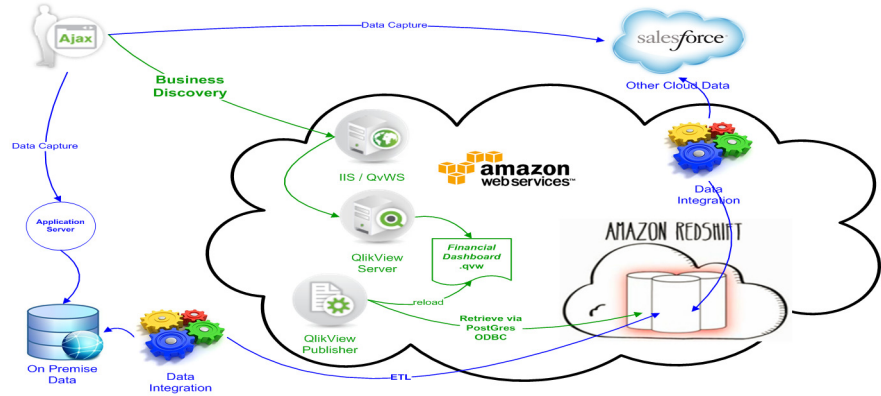 Ajax
Data Capture
salesforce
Other Cloud Data
Business
Discovery
Data Capture
IIS / QvWS
amazon
webservices™
Data
Integration
Application
Server
QlikView
Server
Financial
Dashboard
.qvw
AMAZON REDSHIFT
reload
QlikView
Publisher
Retrieve via
PostGres
ODBC
On Premise
Data
Data
Integration
ETL